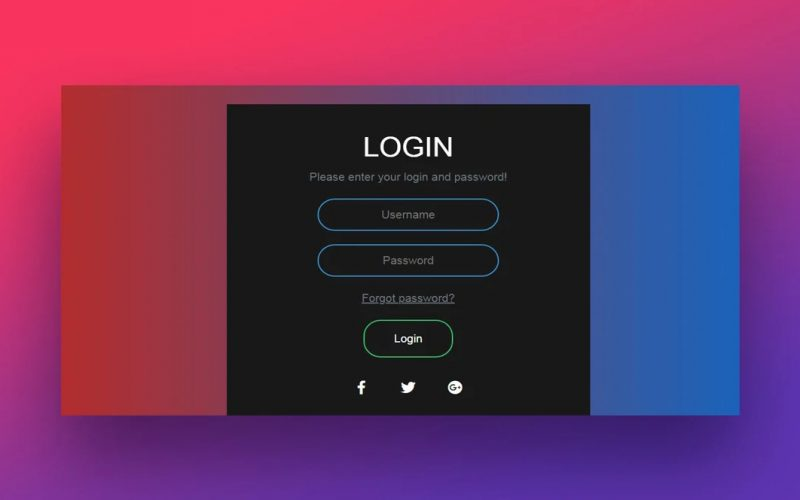 LOGIN
Please enter your login and password!
Username
Password
Forgot password?
Login